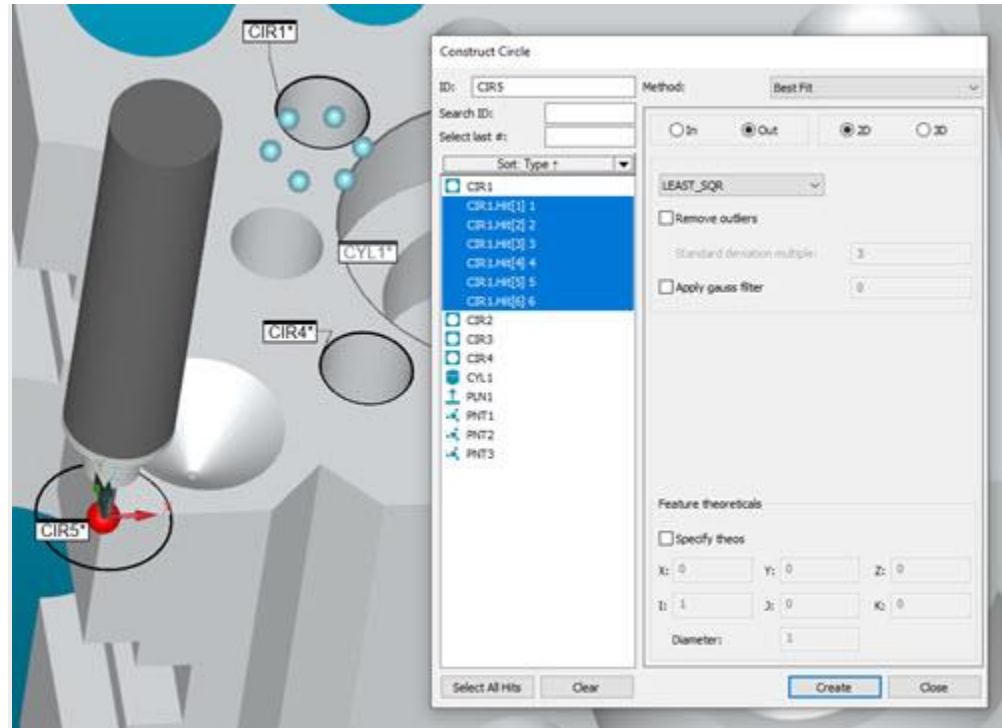 CIR1*
CYL1*
CIR4*
CIR5*
Construct Circle
ID: CIR5
Search ID:
Select last #:
Sort: Type ↑
CIR1
CIR1.Hit[1] 1
CIR1.Hit[2] 2
CIR1.Hit[3] 3
CIR1.Hit[4] 4
CIR1.Hit[5] 5
CIR1.Hit[6] 6
CIR2
CIR3
CIR4
CYL1
PLN1
PNT1
PNT2
PNT3
Select All Hits Clear
Method: Best Fit
In Out 2D 3D
LEAST_SQR
Remove outliers
Standard deviation multiple: 3
Apply gauss filter 0
Feature theoreticals
Specify theos
X: 0 Y: 0 Z: 0
I: 1 J: 0 K: 0
Diameter: 1
Create Close